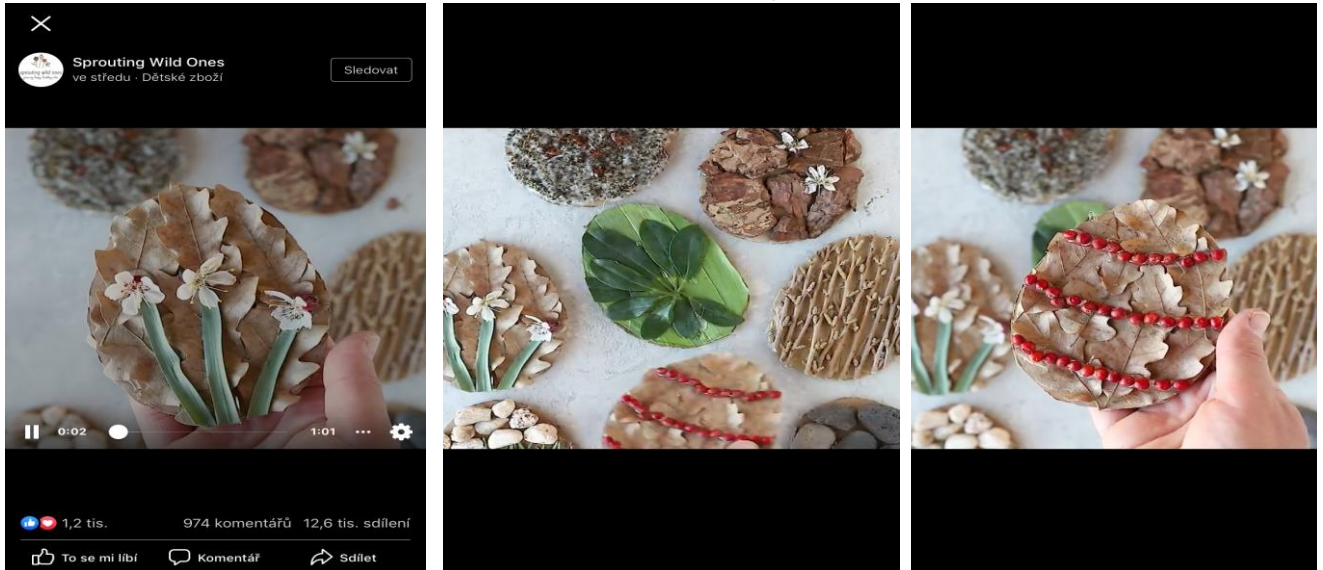 Sprouting Wild Ones
ve středu · Dětské zboží
Sledovat
0:02
1:01
1,2 tis.
974 komentářů
12,6 tis. sdílení
To se mi líbí
Komentář
Sdílet